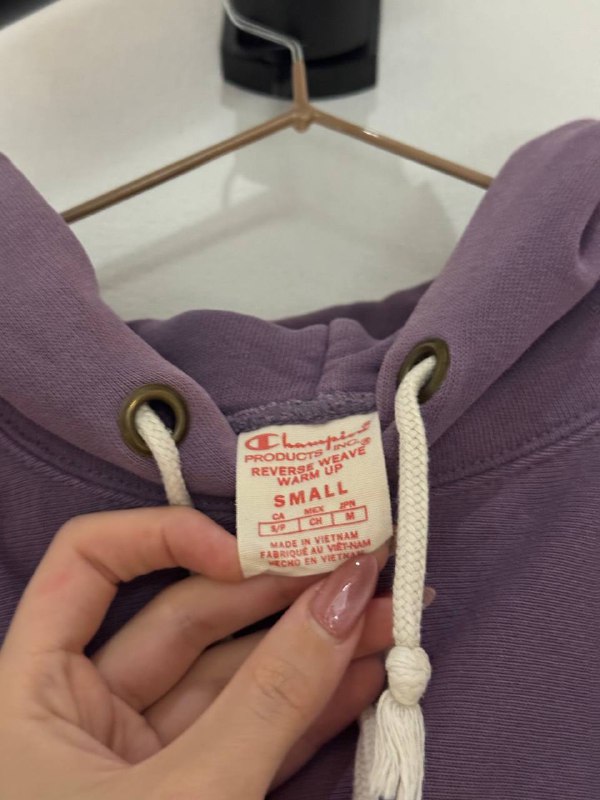 Champion®
PRODUCTS INC.
REVERSE WEAVE®
WARM UP
SMALL
CA MEX JPN
S/P CH M
MADE IN VIETNAM
FABRIQUÉ AU VIÊT-NAM
HECHO EN VIETNAM